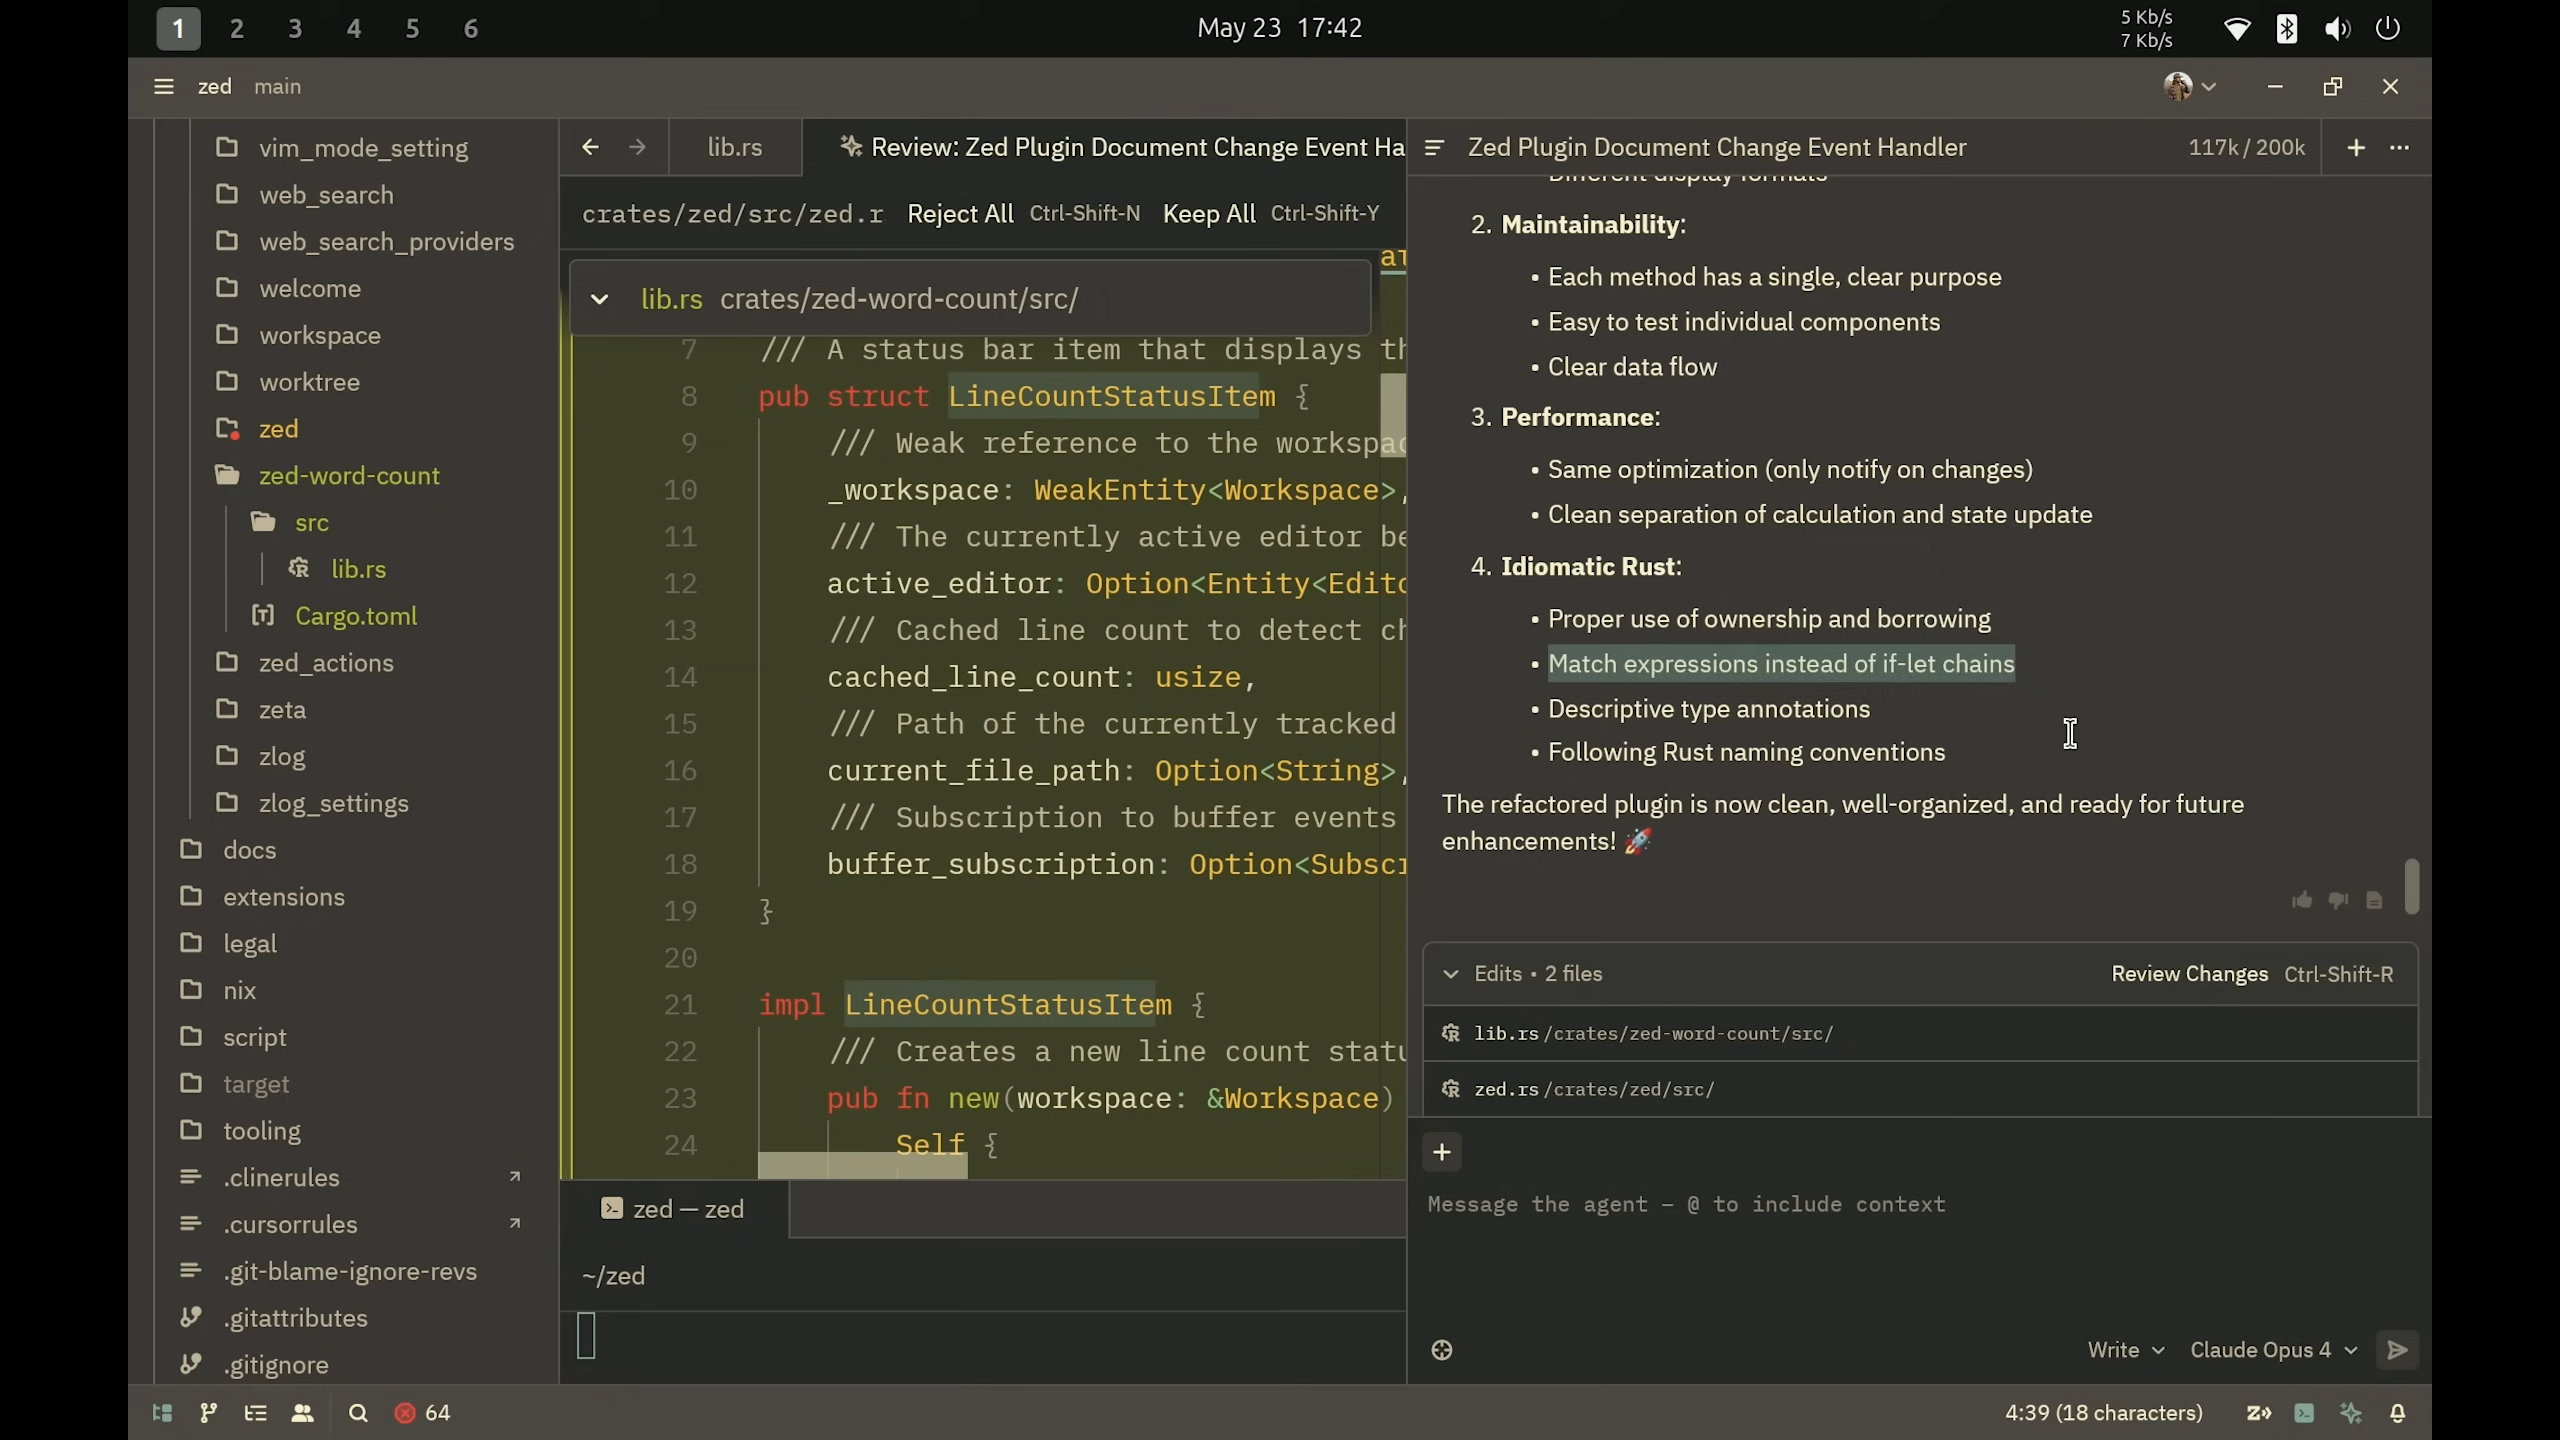 1 2 3 4 5 6
May 23 17:42
5 Kb/s
7 Kb/s
zed main
vim_mode_setting
web_search
web_search_providers
welcome
workspace
worktree
zed
zed-word-count
src
lib.rs
Cargo.toml
zed_actions
zeta
zlog
zlog_settings
docs
extensions
legal
nix
script
target
tooling
.clinerules
.cursorrules
.git-blame-ignore-revs
.gitattributes
.gitignore
lib.rs
Review: Zed Plugin Document Change Event Ha
crates/zed/src/zed.r Reject All Ctrl-Shift-N Keep All Ctrl-Shift-Y
lib.rs crates/zed-word-count/src/
7 /// A status bar item that displays th
8 pub struct LineCountStatusItem {
9 /// Weak reference to the workspac
10 _workspace: WeakEntity<Workspace>,
11 /// The currently active editor be
12 active_editor: Option<Entity<Edito
13 /// Cached line count to detect ch
14 cached_line_count: usize,
15 /// Path of the currently tracked
16 current_file_path: Option<String>,
17 /// Subscription to buffer events
18 buffer_subscription: Option<Subscr
19 }
20
21 impl LineCountStatusItem {
22 /// Creates a new line count statu
23 pub fn new(workspace: &Workspace)
24 Self {
zed — zed
~/zed
Zed Plugin Document Change Event Handler 117k / 200k
Different display formats
2. Maintainability:
• Each method has a single, clear purpose
• Easy to test individual components
• Clear data flow
3. Performance:
• Same optimization (only notify on changes)
• Clean separation of calculation and state update
4. Idiomatic Rust:
• Proper use of ownership and borrowing
• Match expressions instead of if-let chains
• Descriptive type annotations
• Following Rust naming conventions
The refactored plugin is now clean, well-organized, and ready for future
enhancements! 🚀
Edits • 2 files Review Changes Ctrl-Shift-R
lib.rs /crates/zed-word-count/src/
zed.rs /crates/zed/src/
Message the agent – @ to include context
Write Claude Opus 4
64
4:39 (18 characters)